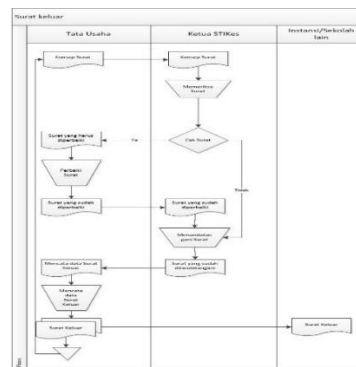 Surat keluar
Tata Usaha
Ketua STIKes
Instansi/Sekolah
lain
Konsep Surat
Konsep Surat
Memeriksa
Surat
Cek Surat
Ya
Tidak
Surat yang harus
diperbaiki
Perbaiki
Surat
Surat yang sudah
diperbaiki
Surat yang sudah
diperbaiki
Menandatan
gani Surat
Surat yang sudah
ditandatangani
Mencatat data Surat
Keluar
Mencatat
data
Surat
Keluar
Surat Keluar
Surat Keluar